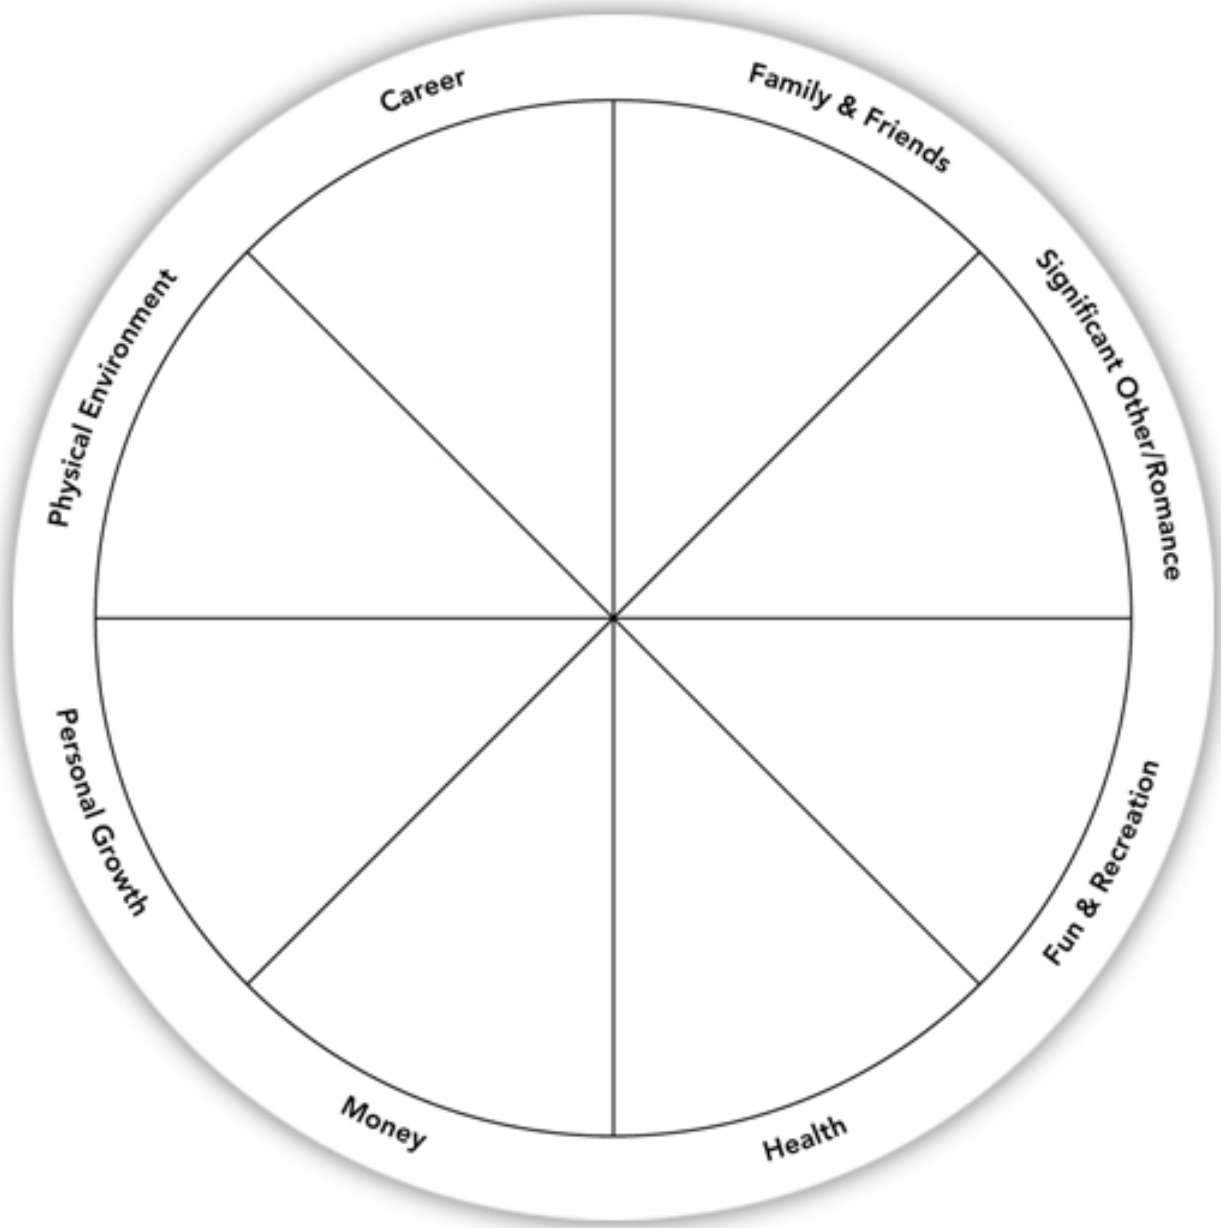 Career
Family & Friends
Significant Other/Romance
Fun & Recreation
Health
Money
Personal Growth
Physical Environment